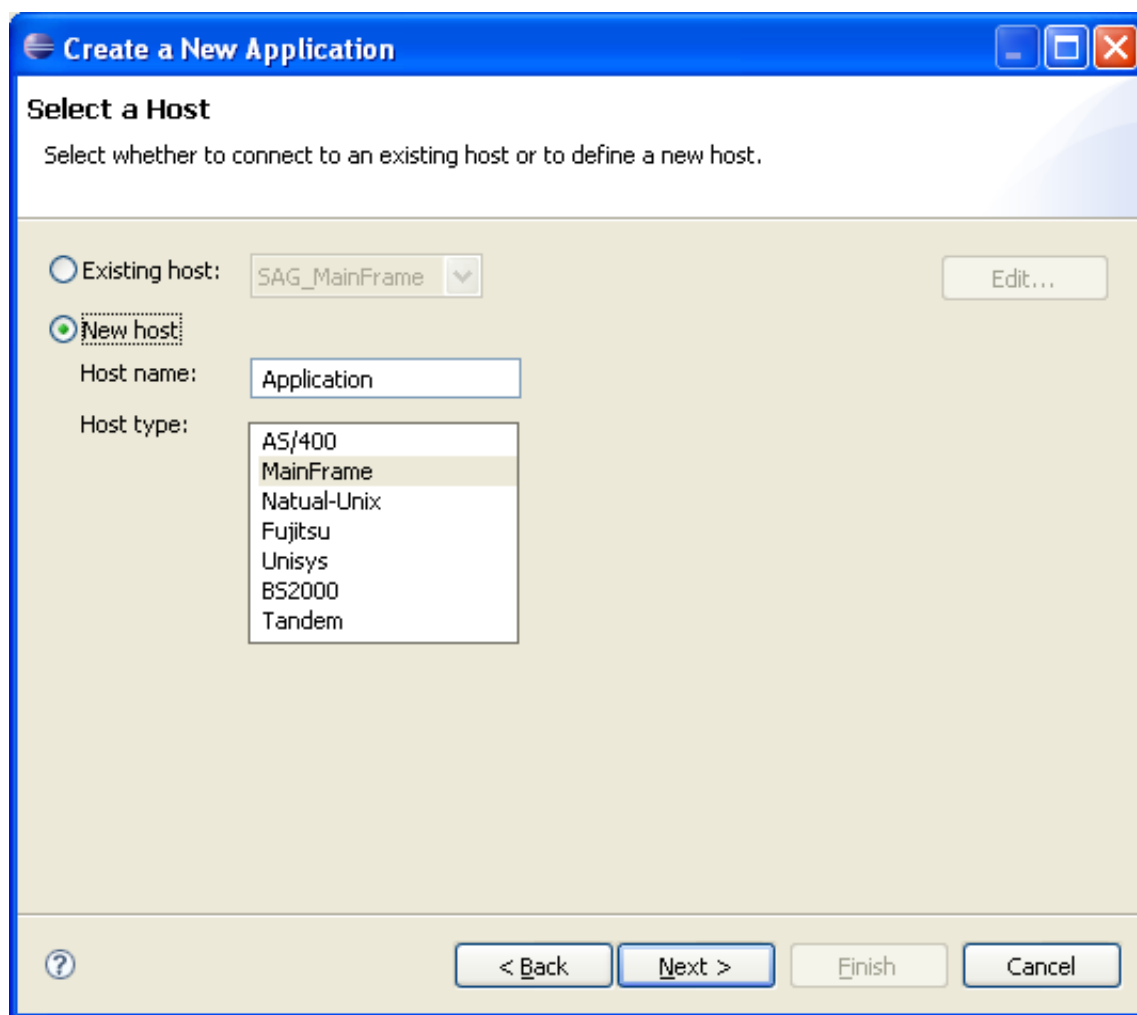 Create a New Application
Select a Host
Select whether to connect to an existing host or to define a new host.
Existing host: SAG_MainFrame Edit...
New host
Host name: Application
Host type:
AS/400
MainFrame
Natual-Unix
Fujitsu
Unisys
BS2000
Tandem
? < Back Next > Finish Cancel